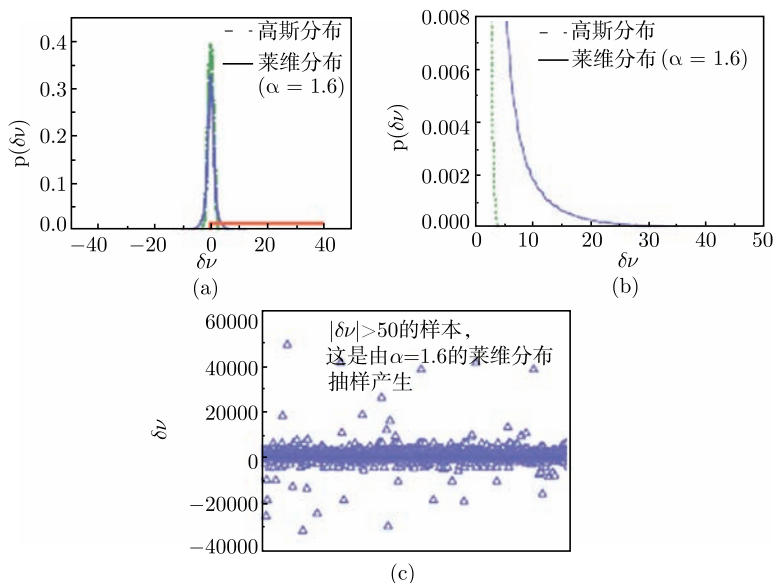 高斯分布
莱维分布
(α = 1.6)
p(δν)
0.4
0.3
0.2
0.1
0.0
−40
−20
0
20
40
δν
(a)
高斯分布
莱维分布 (α = 1.6)
p(δν)
0.008
0.006
0.004
0.002
0.000
0
10
20
30
40
50
δν
(b)
|δν|>50的样本，
这是由α=1.6的莱维分布
抽样产生
δν
60000
40000
20000
0
−20000
−40000
(c)